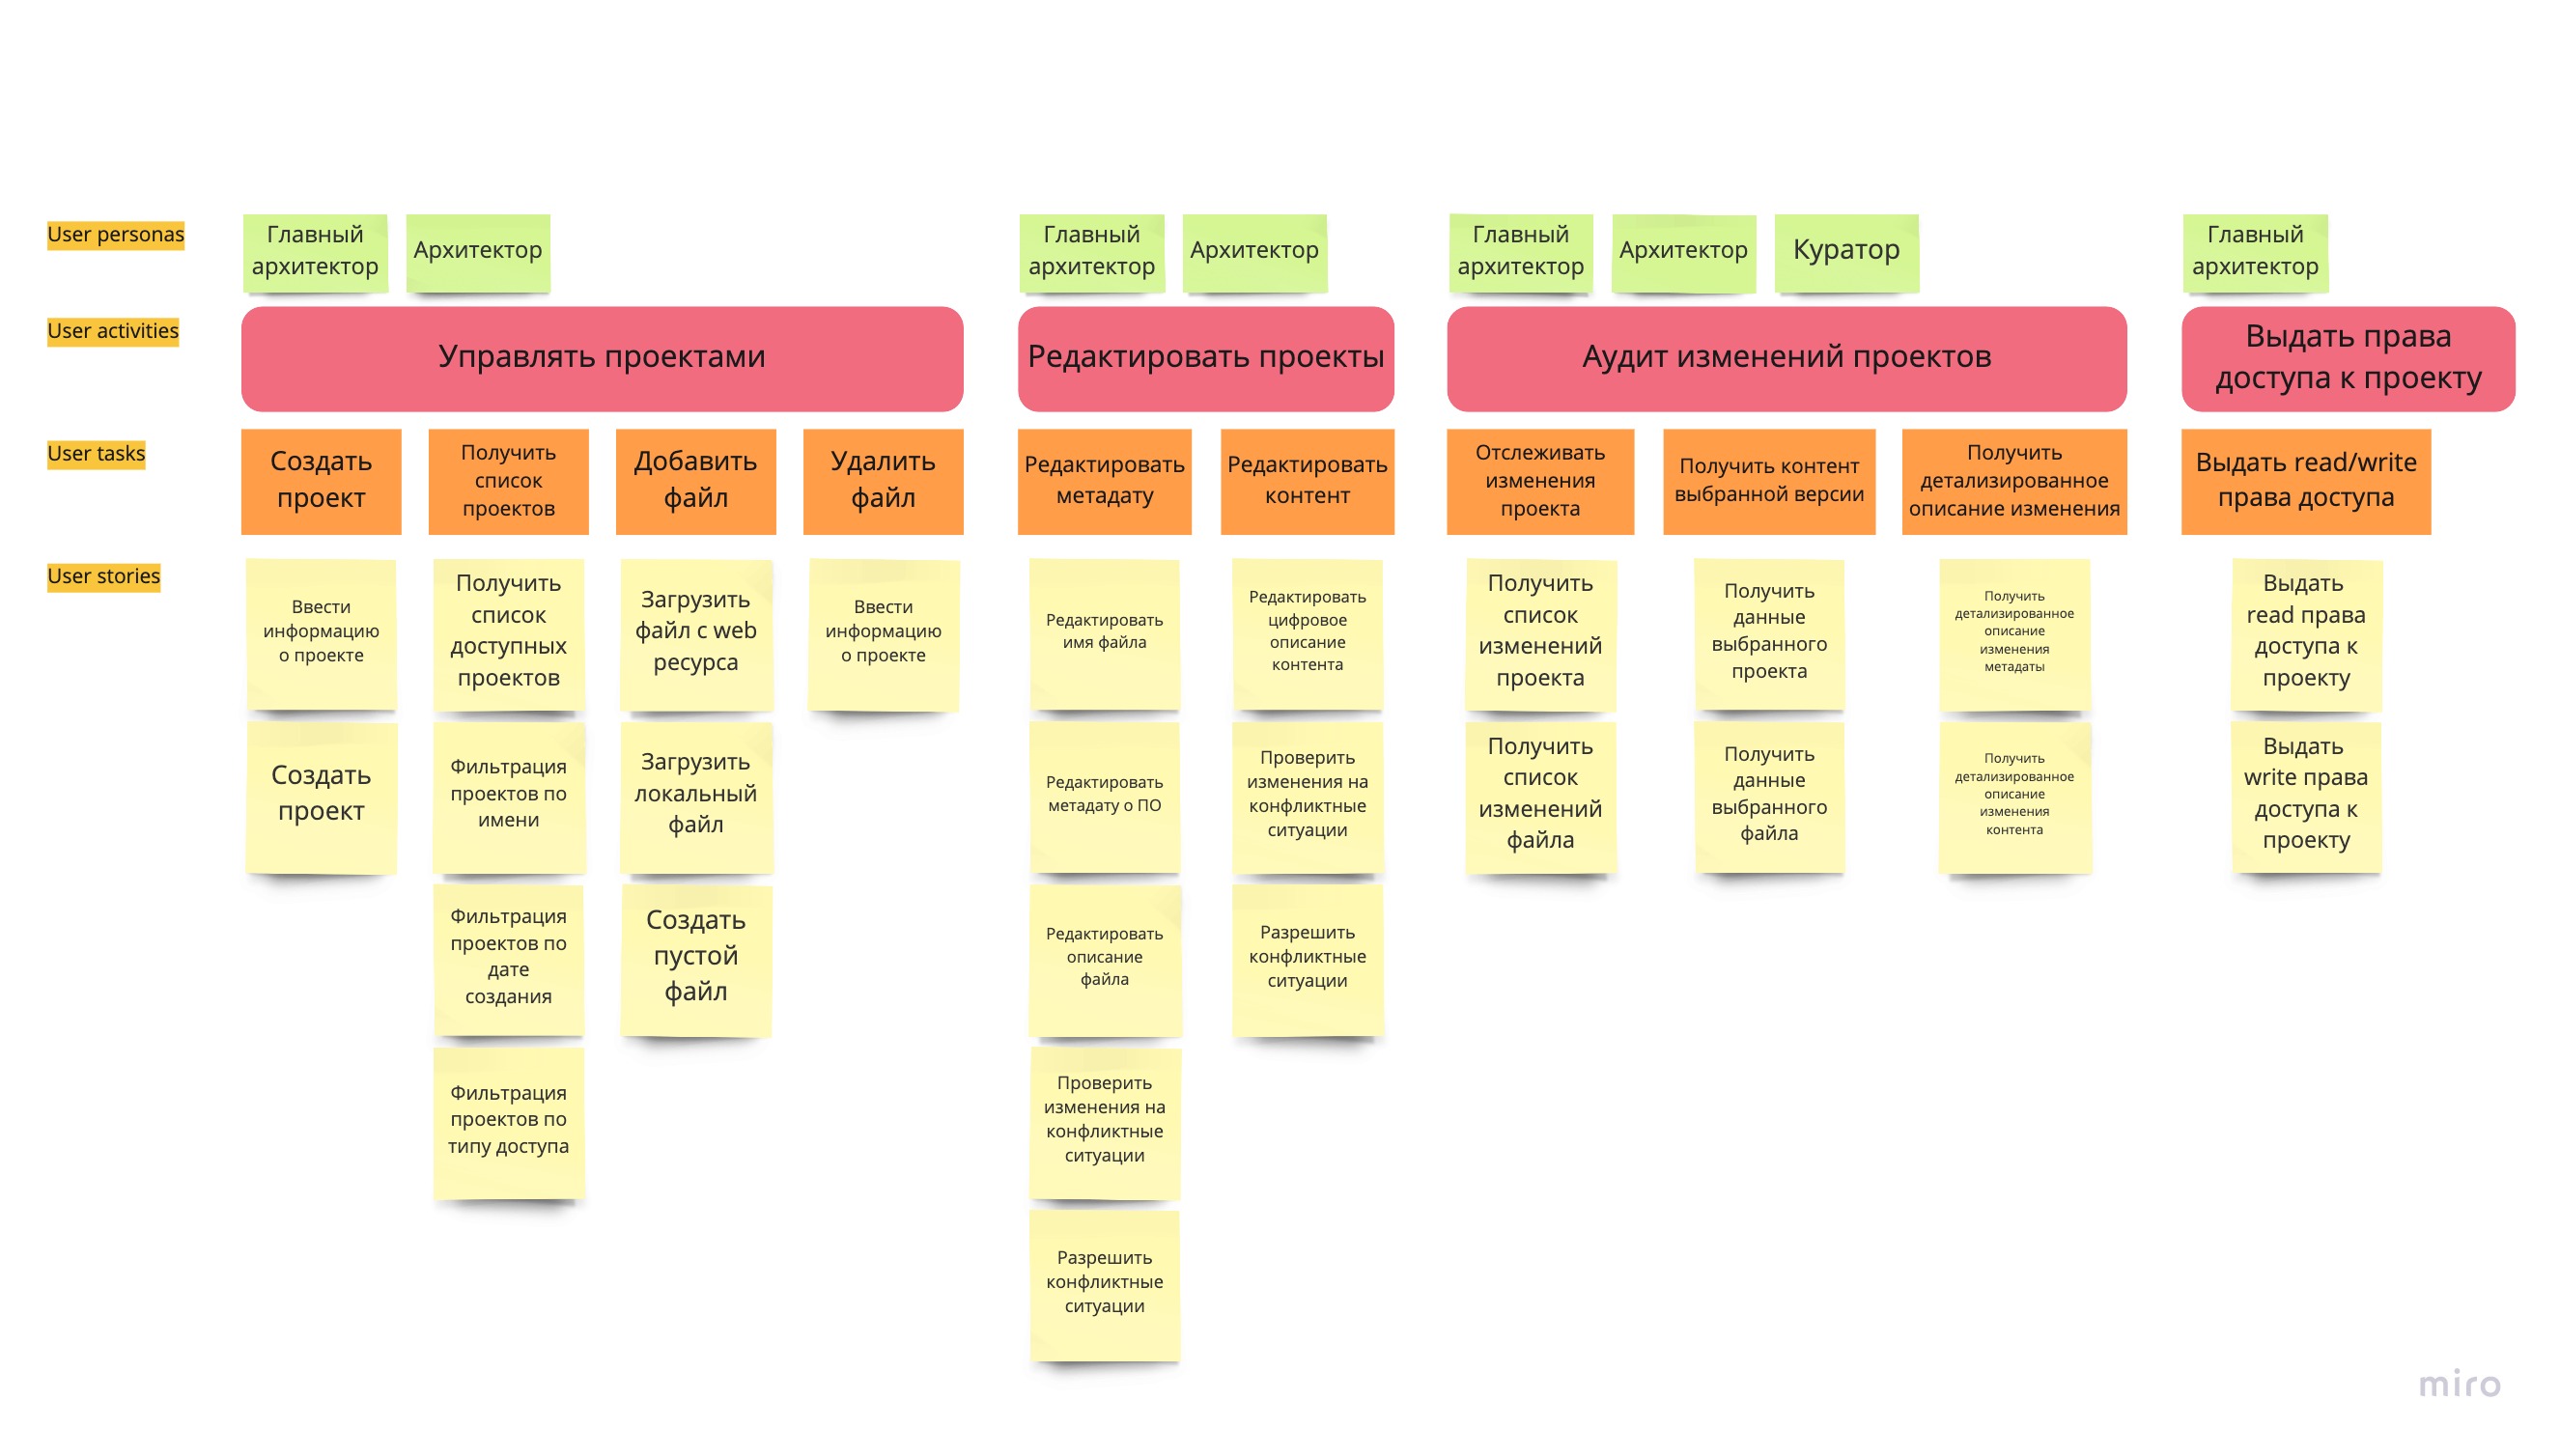 User personas
Главный
архитектор
Архитектор
Главный
архитектор
Архитектор
Главный
архитектор
Архитектор
Куратор
Главный
архитектор
User activities
Управлять проектами
Редактировать проекты
Аудит изменений проектов
Выдать права
доступа к проекту
User tasks
Создать
проект
Получить
список
проектов
Добавить
файл
Удалить
файл
Редактировать
метадату
Редактировать
контент
Отслеживать
изменения
проекта
Получить контент
выбранной версии
Получить
детализированное
описание изменения
Выдать read/write
права доступа
User stories
Ввести
информацию
о проекте
Получить
список
доступных
проектов
Загрузить
файл с web
ресурса
Ввести
информацию
о проекте
Редактировать
имя файла
Редактировать
цифровое
описание
контента
Получить
список
изменений
проекта
Получить
данные
выбранного
проекта
Получить
детализированное
описание
изменения
метадаты
Выдать
read права
доступа к
проекту
Создать
проект
Фильтрация
проектов по
имени
Загрузить
локальный
файл
Редактировать
метадату о ПО
Проверить
изменения на
конфликтные
ситуации
Получить
список
изменений
файла
Получить
данные
выбранного
файла
Получить
детализированное
описание
изменения
контента
Выдать
write права
доступа к
проекту
Фильтрация
проектов по
дате
создания
Создать
пустой
файл
Редактировать
описание
файла
Разрешить
конфликтные
ситуации
Фильтрация
проектов по
типу доступа
Проверить
изменения на
конфликтные
ситуации
Разрешить
конфликтные
ситуации
miro